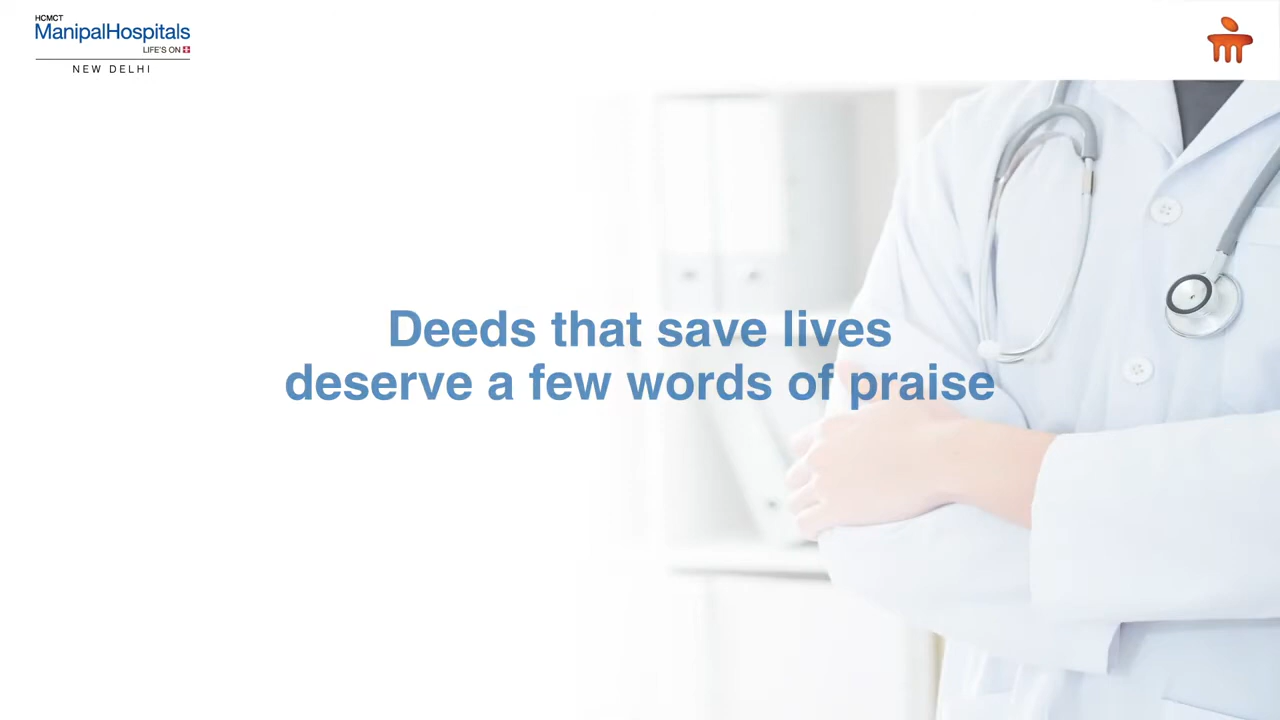 HCMCT
ManipalHospitals
LIFE'S ON
NEW DELHI
Deeds that save lives
deserve a few words of praise